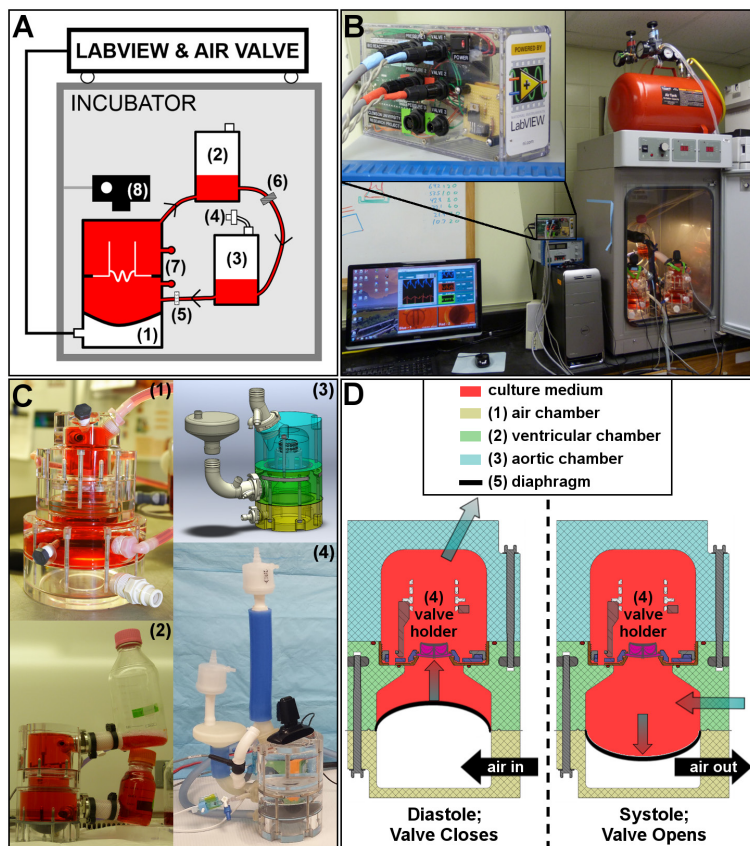 A
LABVIEW & AIR VALVE
INCUBATOR
(2)
(6)
(8)
(4)
(3)
(7)
(5)
(1)
B
POWER
POWERED BY
LabVIEW
C
(1)
(3)
(2)
(4)
D
culture medium
(1) air chamber
(2) ventricular chamber
(3) aortic chamber
(5) diaphragm
(4)
valve
holder
(4)
valve
holder
air in
air out
Diastole;
Valve Closes
Systole;
Valve Opens